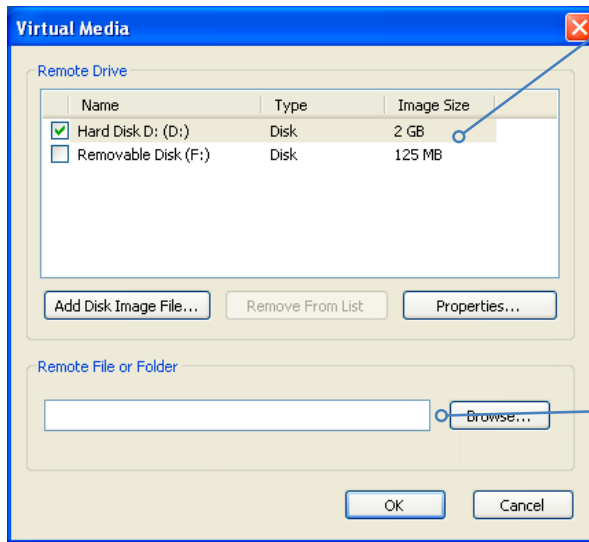 Virtual Media
Remote Drive
Name Type Image Size
Hard Disk D: (D:) Disk 2 GB
Removable Disk (F:) Disk 125 MB
Add Disk Image File... Remove From List Properties...
Remote File or Folder
Browse...
OK Cancel